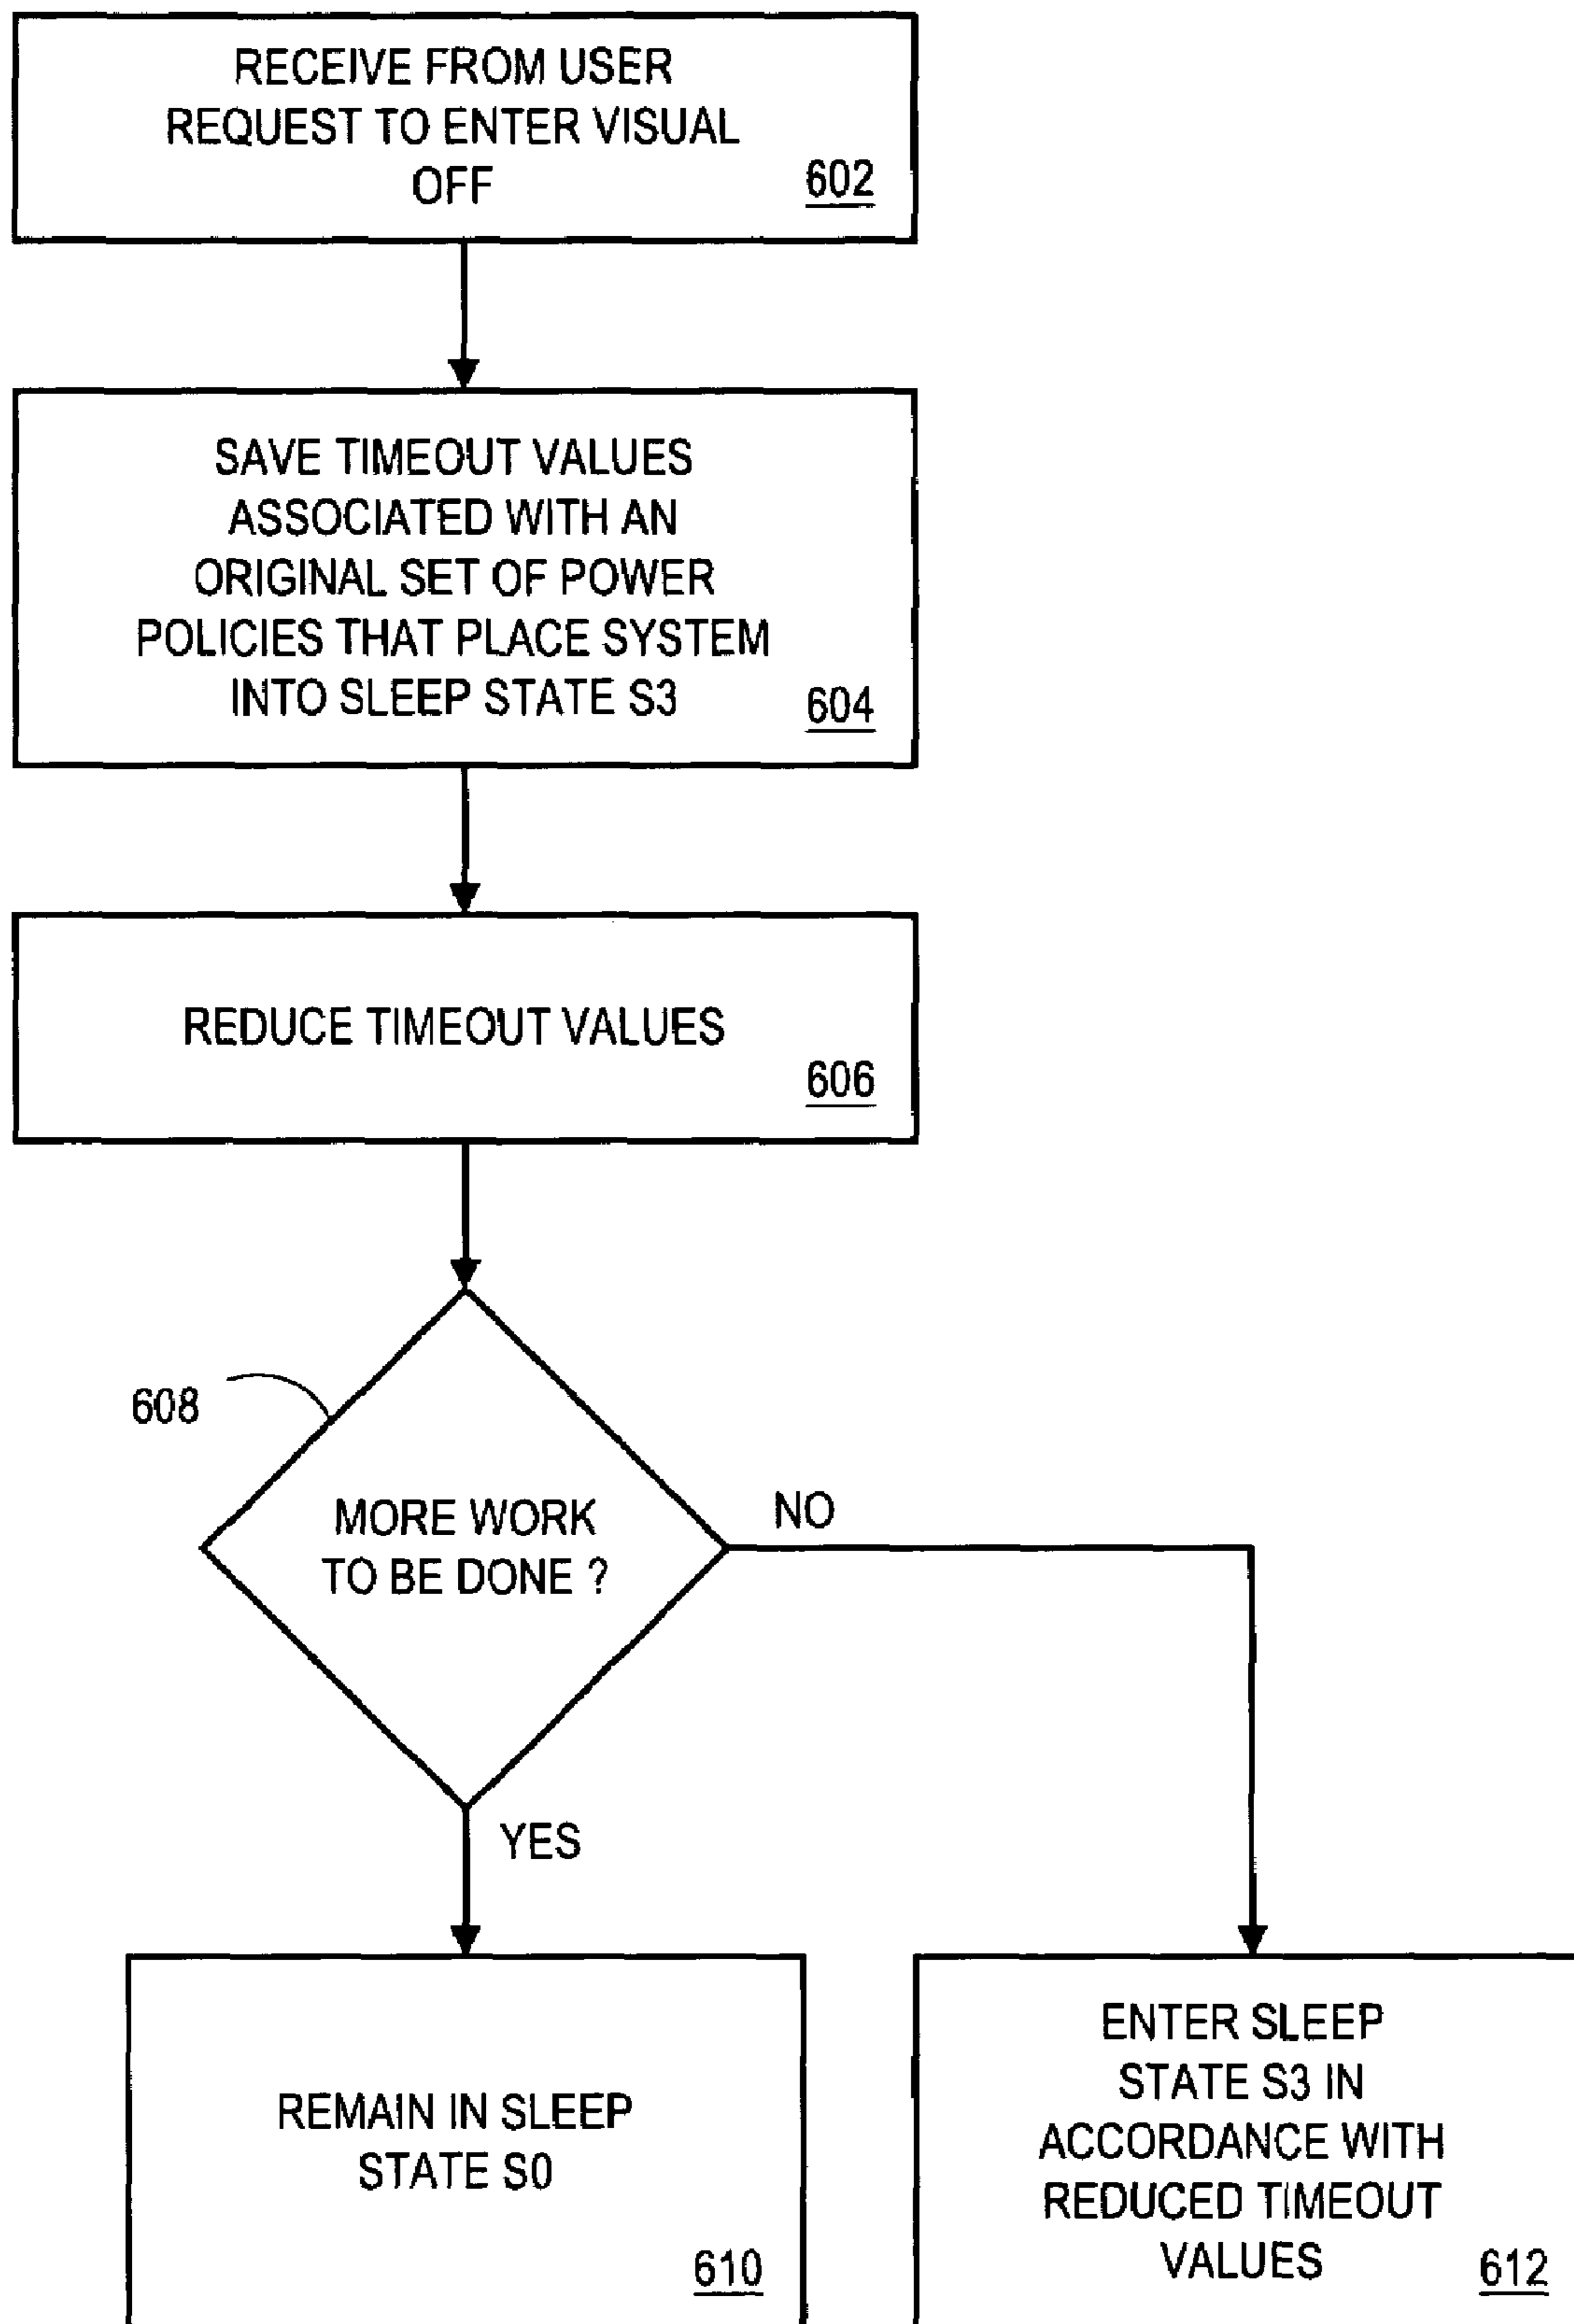 RECEIVE FROM USER
REQUEST TO ENTER VISUAL
OFF
602
SAVE TIMEOUT VALUES
ASSOCIATED WITH AN
ORIGINAL SET OF POWER
POLICIES THAT PLACE SYSTEM
INTO SLEEP STATE S3
604
REDUCE TIMEOUT VALUES
606
608
MORE WORK
TO BE DONE ?
NO
YES
REMAIN IN SLEEP
STATE S0
610
ENTER SLEEP
STATE S3 IN
ACCORDANCE WITH
REDUCED TIMEOUT
VALUES
612